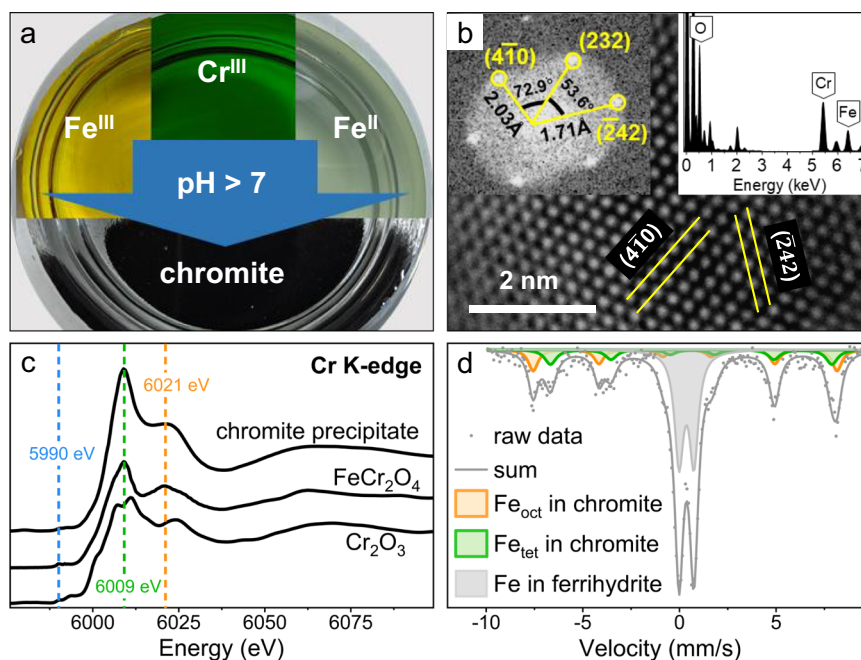 a
Cr^III
Fe^III
Fe^II
pH > 7
chromite
b
(4̄10)
(232)
72.9°
53.6°
2.03Å
1.71Å
(2̄42)
O
Cr
Fe
0 1 2 3 4 5 6 7
Energy (keV)
(4̄10)
(2̄42)
2 nm
c
Cr K-edge
6021 eV
5990 eV
chromite precipitate
FeCr₂O₄
Cr₂O₃
6009 eV
6000 6025 6050 6075
Energy (eV)
d
raw data
sum
Fe_oct in chromite
Fe_tet in chromite
Fe in ferrihydrite
-10 -5 0 5
Velocity (mm/s)